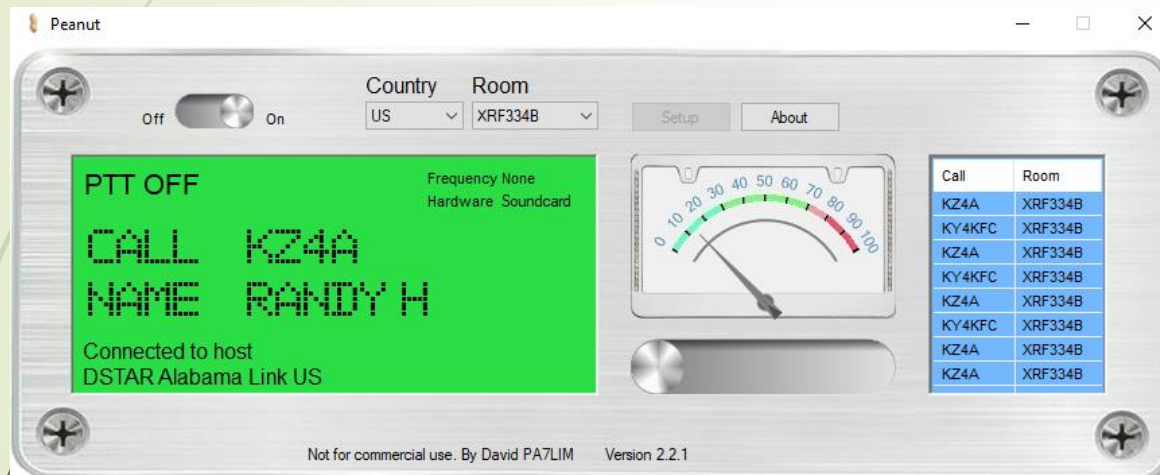 Peanut
Country Room
Off On US XRF334B Setup About
PTT OFF
Frequency None
Hardware Soundcard
CALL KZ4A
NAME RANDY H
Connected to host
DSTAR Alabama Link US
0 10 20 30 40 50 60 70 80 90 100
Call Room
KZ4A XRF334B
KY4KFC XRF334B
KZ4A XRF334B
KY4KFC XRF334B
KZ4A XRF334B
KY4KFC XRF334B
KZ4A XRF334B
KZ4A XRF334B
Not for commercial use. By David PA7LIM Version 2.2.1